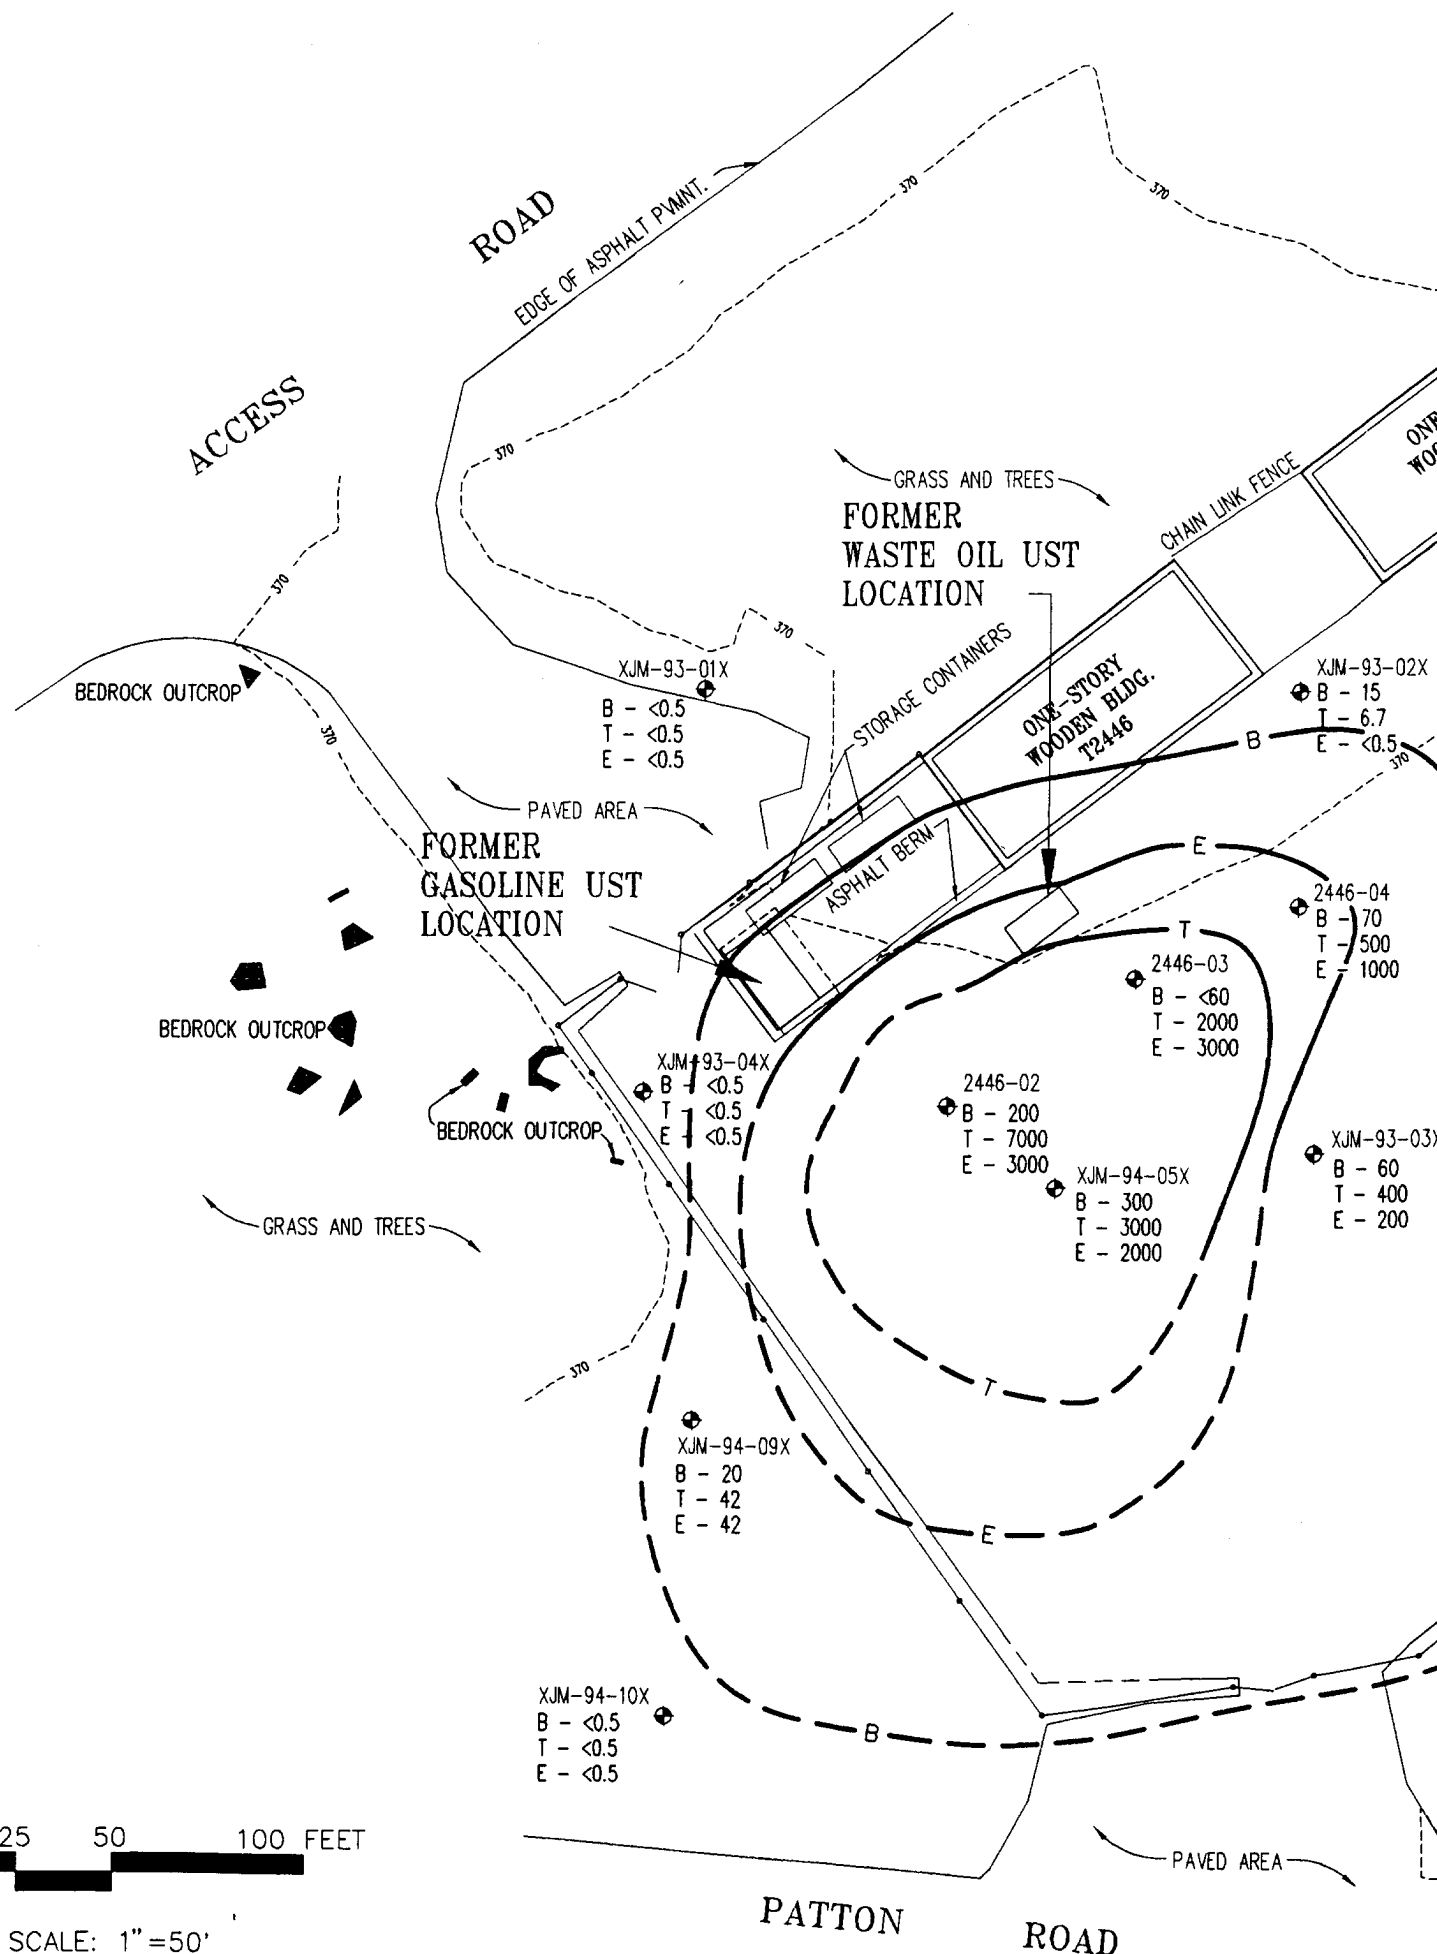 ROAD
EDGE OF ASPHALT PVMNT.
370
370
ACCESS
370
GRASS AND TREES
CHAIN LINK FENCE
FORMER
WASTE OIL UST
LOCATION
370
370
STORAGE CONTAINERS
ONE-STORY
WOODEN BLDG.
T2446
BEDROCK OUTCROP
370
XJM-93-01X
B - <0.5
T - <0.5
E - <0.5
XJM-93-02X
B - 15
T - 6.7
E - <0.5
B
370
PAVED AREA
FORMER
GASOLINE UST
LOCATION
ASPHALT BERM
E
2446-04
B - 70
T - 500
E - 1000
T
2446-03
B - <60
T - 2000
E - 3000
BEDROCK OUTCROP
XJM-93-04X
B - <0.5
T - <0.5
E - <0.5
2446-02
B - 200
T - 7000
E - 3000
BEDROCK OUTCROP
XJM-93-03X
B - 60
T - 400
E - 200
XJM-94-05X
B - 300
T - 3000
E - 2000
GRASS AND TREES
370
T
XJM-94-09X
B - 20
T - 42
E - 42
E
XJM-94-10X
B - <0.5
T - <0.5
E - <0.5
B
25 50 100 FEET
PAVED AREA
SCALE: 1"=50'
PATTON ROAD